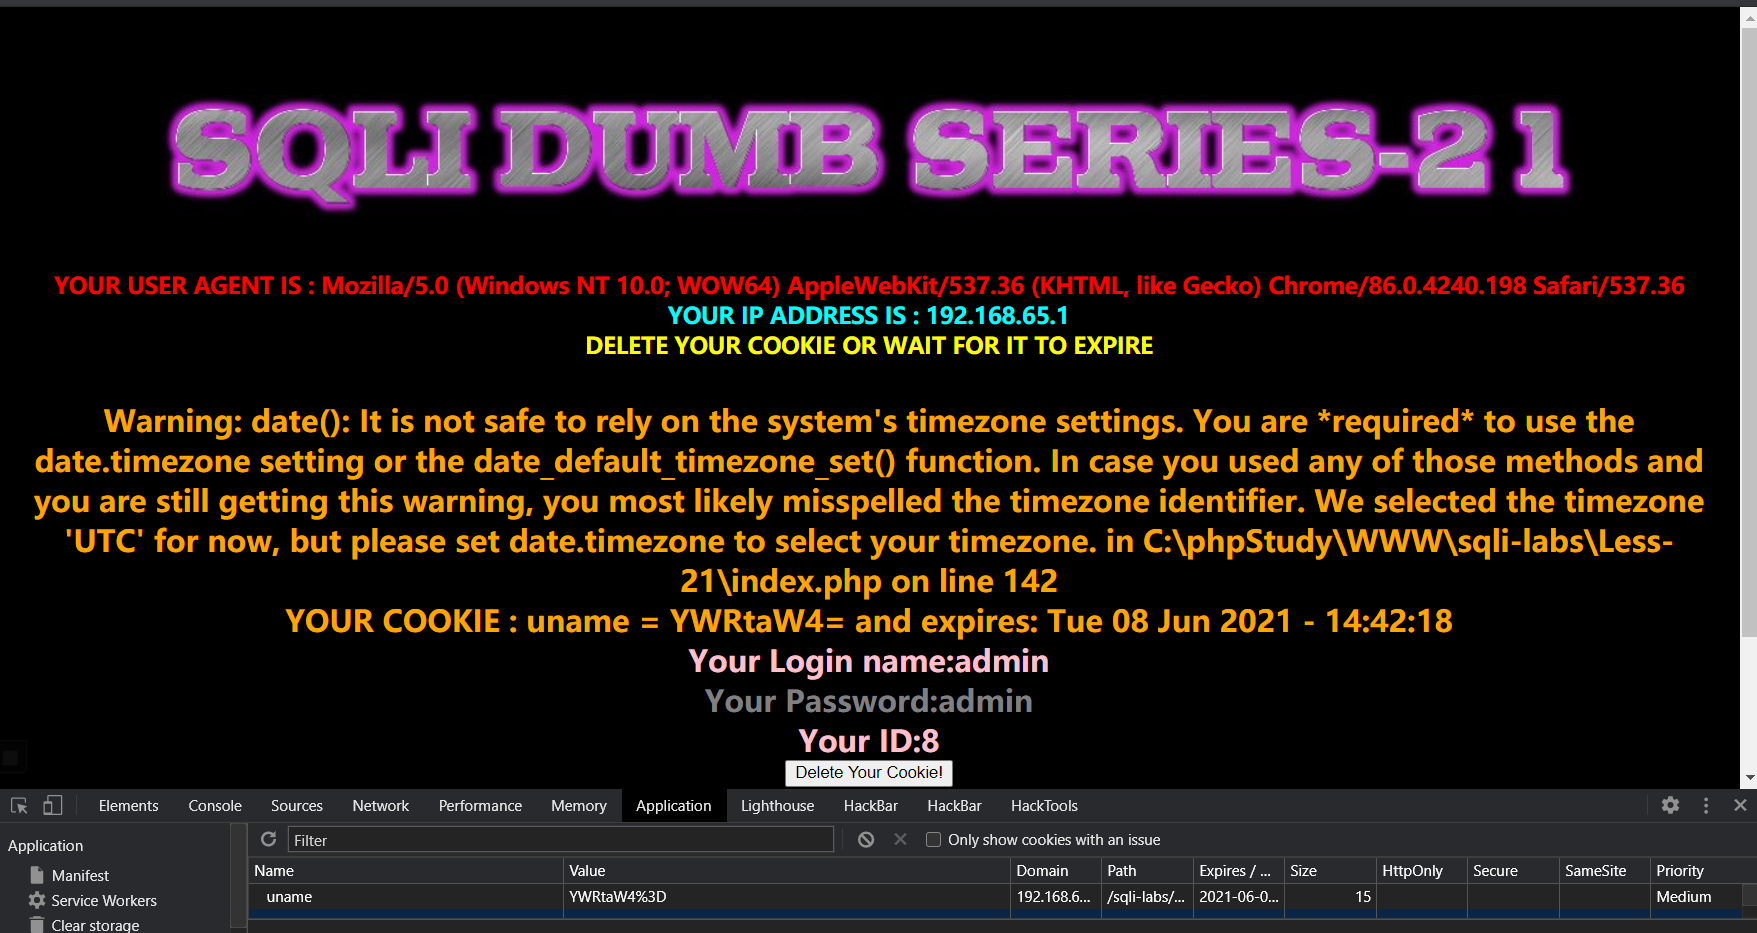 SQLI DUMB SERIES-21
YOUR USER AGENT IS : Mozilla/5.0 (Windows NT 10.0; WOW64) AppleWebKit/537.36 (KHTML, like Gecko) Chrome/86.0.4240.198 Safari/537.36
YOUR IP ADDRESS IS : 192.168.65.1
DELETE YOUR COOKIE OR WAIT FOR IT TO EXPIRE
Warning: date(): It is not safe to rely on the system's timezone settings. You are *required* to use the
date.timezone setting or the date_default_timezone_set() function. In case you used any of those methods and
you are still getting this warning, you most likely misspelled the timezone identifier. We selected the timezone
'UTC' for now, but please set date.timezone to select your timezone. in C:\phpStudy\WWW\sqli-labs\Less-
21\index.php on line 142
YOUR COOKIE : uname = YWRtaW4= and expires: Tue 08 Jun 2021 - 14:42:18
Your Login name:admin
Your Password:admin
Your ID:8
Delete Your Cookie!
Elements Console Sources Network Performance Memory Application Lighthouse HackBar HackBar HackTools
Application
Manifest
Service Workers
Clear storage
Filter Only show cookies with an issue
Name Value Domain Path Expires / ... Size HttpOnly Secure SameSite Priority
uname YWRtaW4%3D 192.168.6... /sqli-labs/... 2021-06-0... 15 Medium